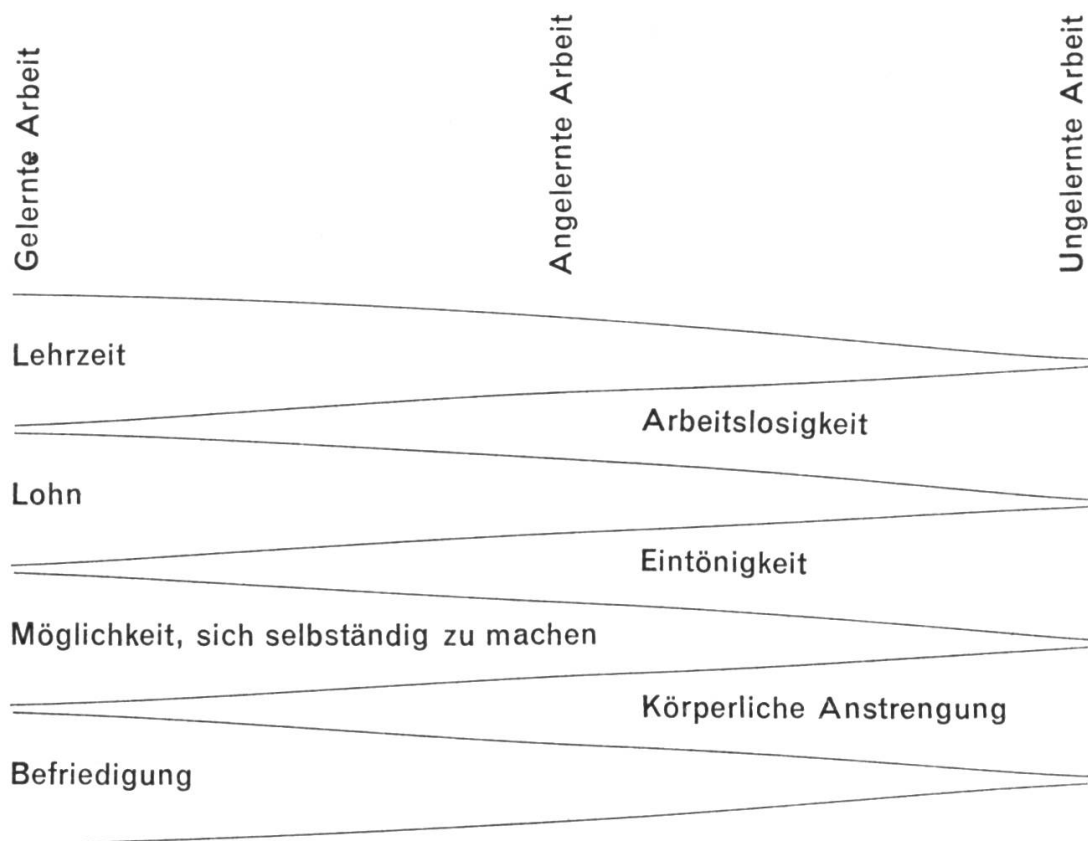 Gelernte Arbeit
Angelernte Arbeit
Ungelernte Arbeit
Lehrzeit
Arbeitslosigkeit
Lohn
Eintönigkeit
Möglichkeit, sich selbständig zu machen
Körperliche Anstrengung
Befriedigung